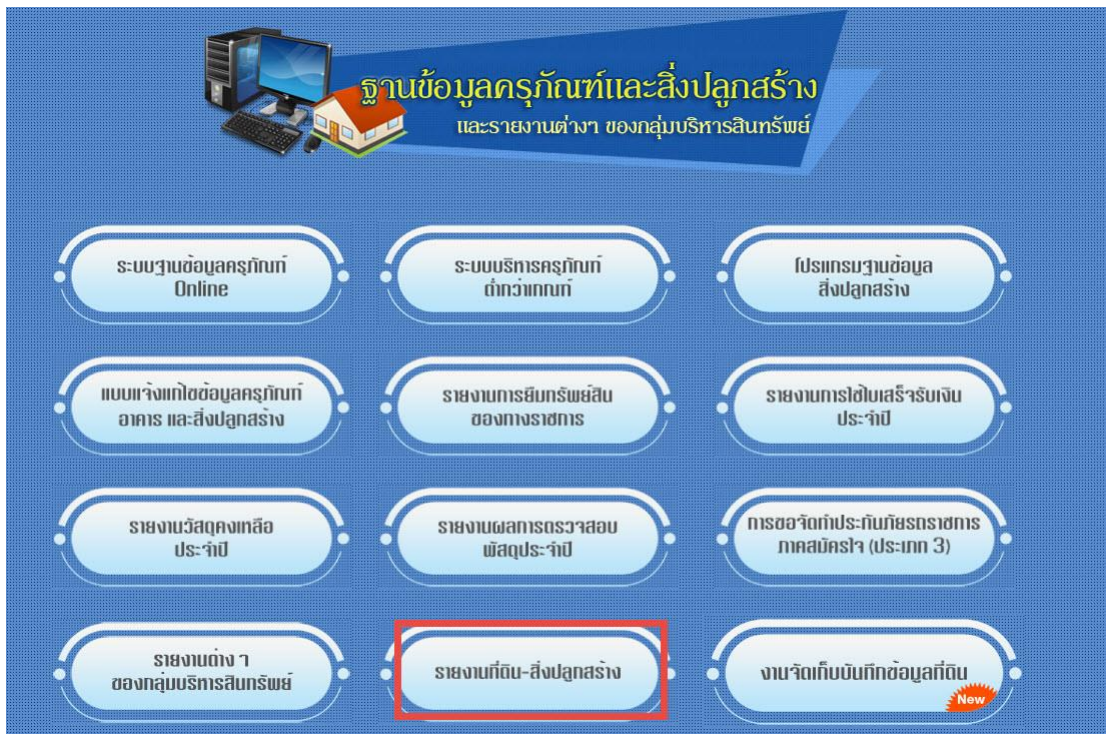 ฐานข้อมูลครุภัณฑ์และสิ่งปลูกสร้าง
และรายงานต่างๆ ของกลุ่มบริหารสินทรัพย์
ระบบฐานข้อมูลครุภัณฑ์
Online
ระบบบริหารครุภัณฑ์
ต่ำกว่าเกณฑ์
โปรแกรมฐานข้อมูล
สิ่งปลูกสร้าง
แบบแจ้งแก้ไขข้อมูลครุภัณฑ์
อาคาร และสิ่งปลูกสร้าง
รายงานการยืมทรัพย์สิน
ของทางราชการ
รายงานการใช้ใบเสร็จรับเงิน
ประจำปี
รายงานวัสดุคงเหลือ
ประจำปี
รายงานผลการตรวจสอบ
พัสดุประจำปี
การขอจัดทำประกันภัยรถราชการ
ภาคสมัครใจ (ประเภท 3)
รายงานต่าง ๆ
ของกลุ่มบริหารสินทรัพย์
รายงานที่ดิน-สิ่งปลูกสร้าง
งานจัดเก็บบันทึกข้อมูลที่ดิน
New